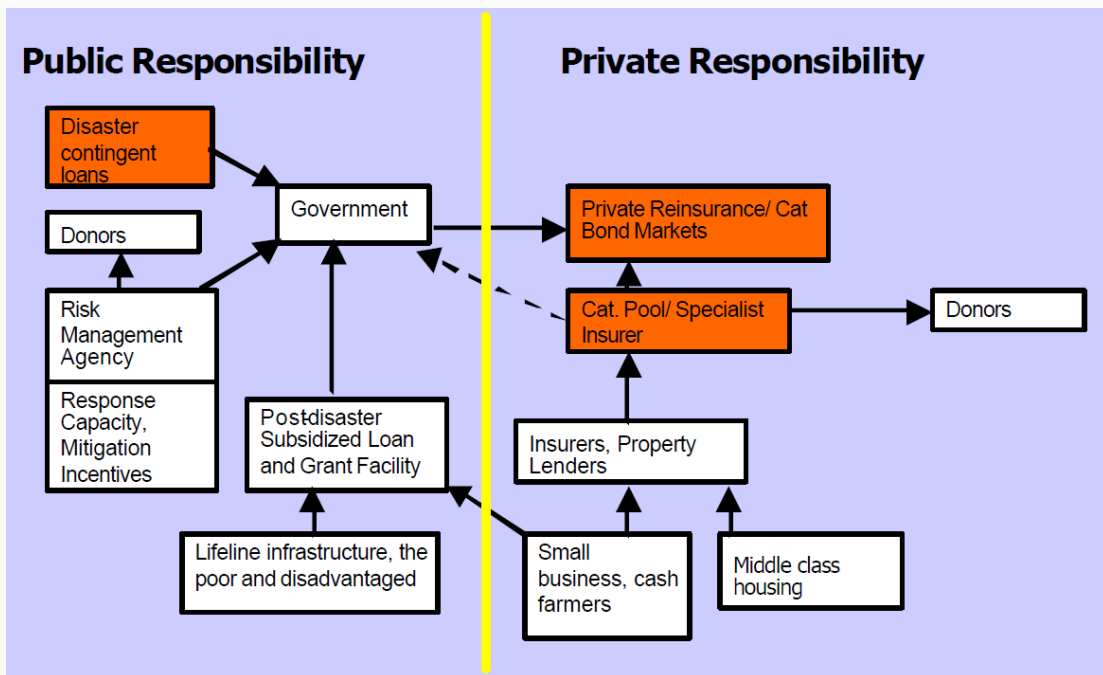 Public Responsibility
Private Responsibility
Disaster
contingent
loans
Government
Donors
Risk
Management
Agency
Response
Capacity,
Mitigation
Incentives
Post-disaster
Subsidized Loan
and Grant Facility
Lifeline infrastructure, the
poor and disadvantaged
Private Reinsurance/ Cat
Bond Markets
Cat. Pool/ Specialist
Insurer
Donors
Insurers, Property
Lenders
Small
business, cash
farmers
Middle class
housing